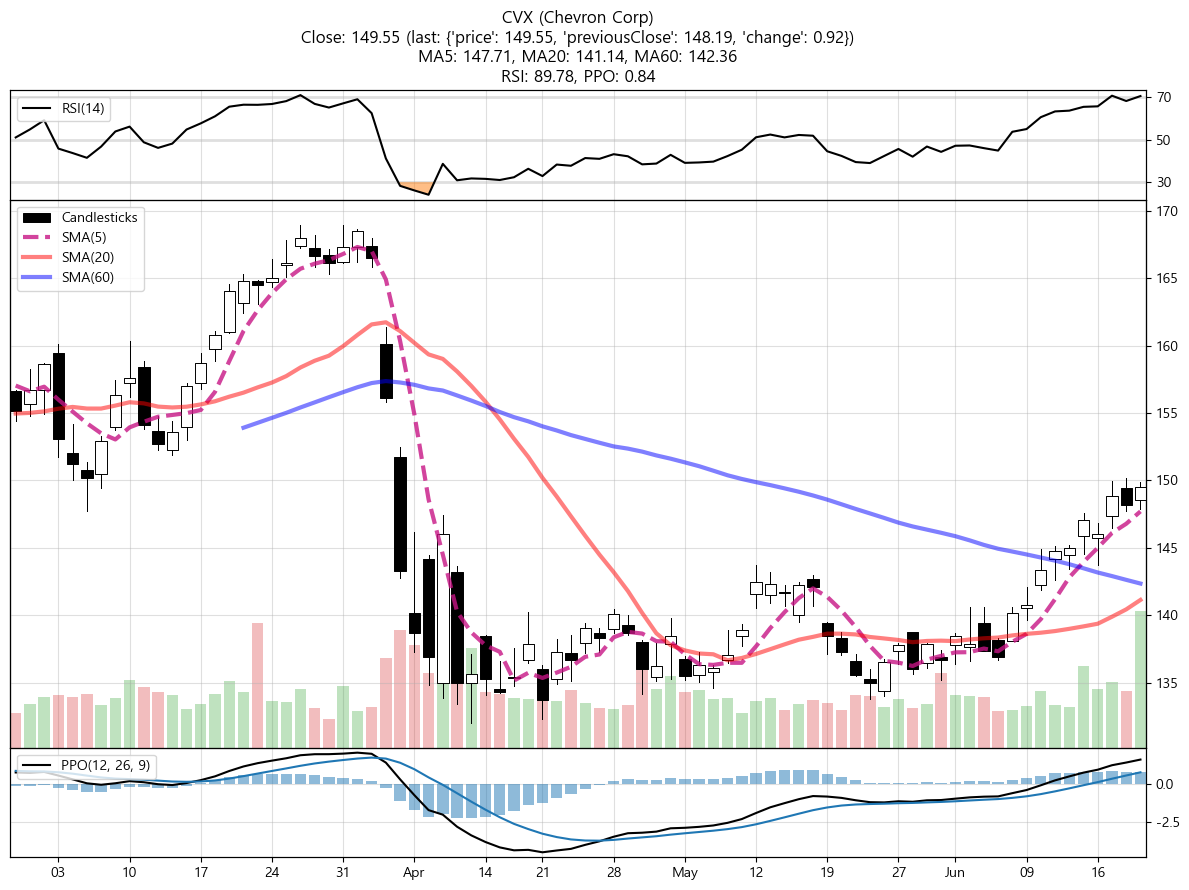 CVX (Chevron Corp)
Close: 149.55 (last: {'price': 149.55, 'previousClose': 148.19, 'change': 0.92})
MA5: 147.71, MA20: 141.14, MA60: 142.36
RSI: 89.78, PPO: 0.84
RSI(14)
70
50
30
Candlesticks
SMA(5)
SMA(20)
SMA(60)
170
165
160
155
150
145
140
135
PPO(12, 26, 9)
0.0
-2.5
03 10 17 24 31 Apr 14 21 28 May 12 19 27 Jun 09 16